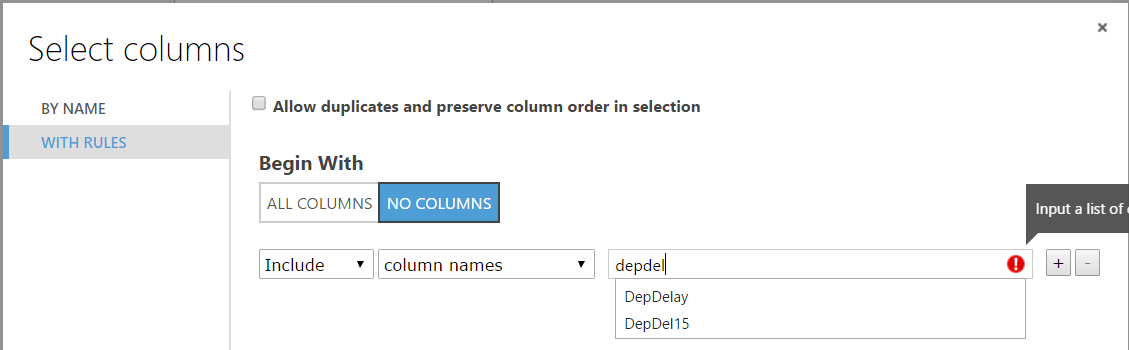 Select columns
BY NAME
WITH RULES
Allow duplicates and preserve column order in selection
Begin With
ALL COLUMNS NO COLUMNS
Input a list of
Include column names depdel + -
DepDelay
DepDel15